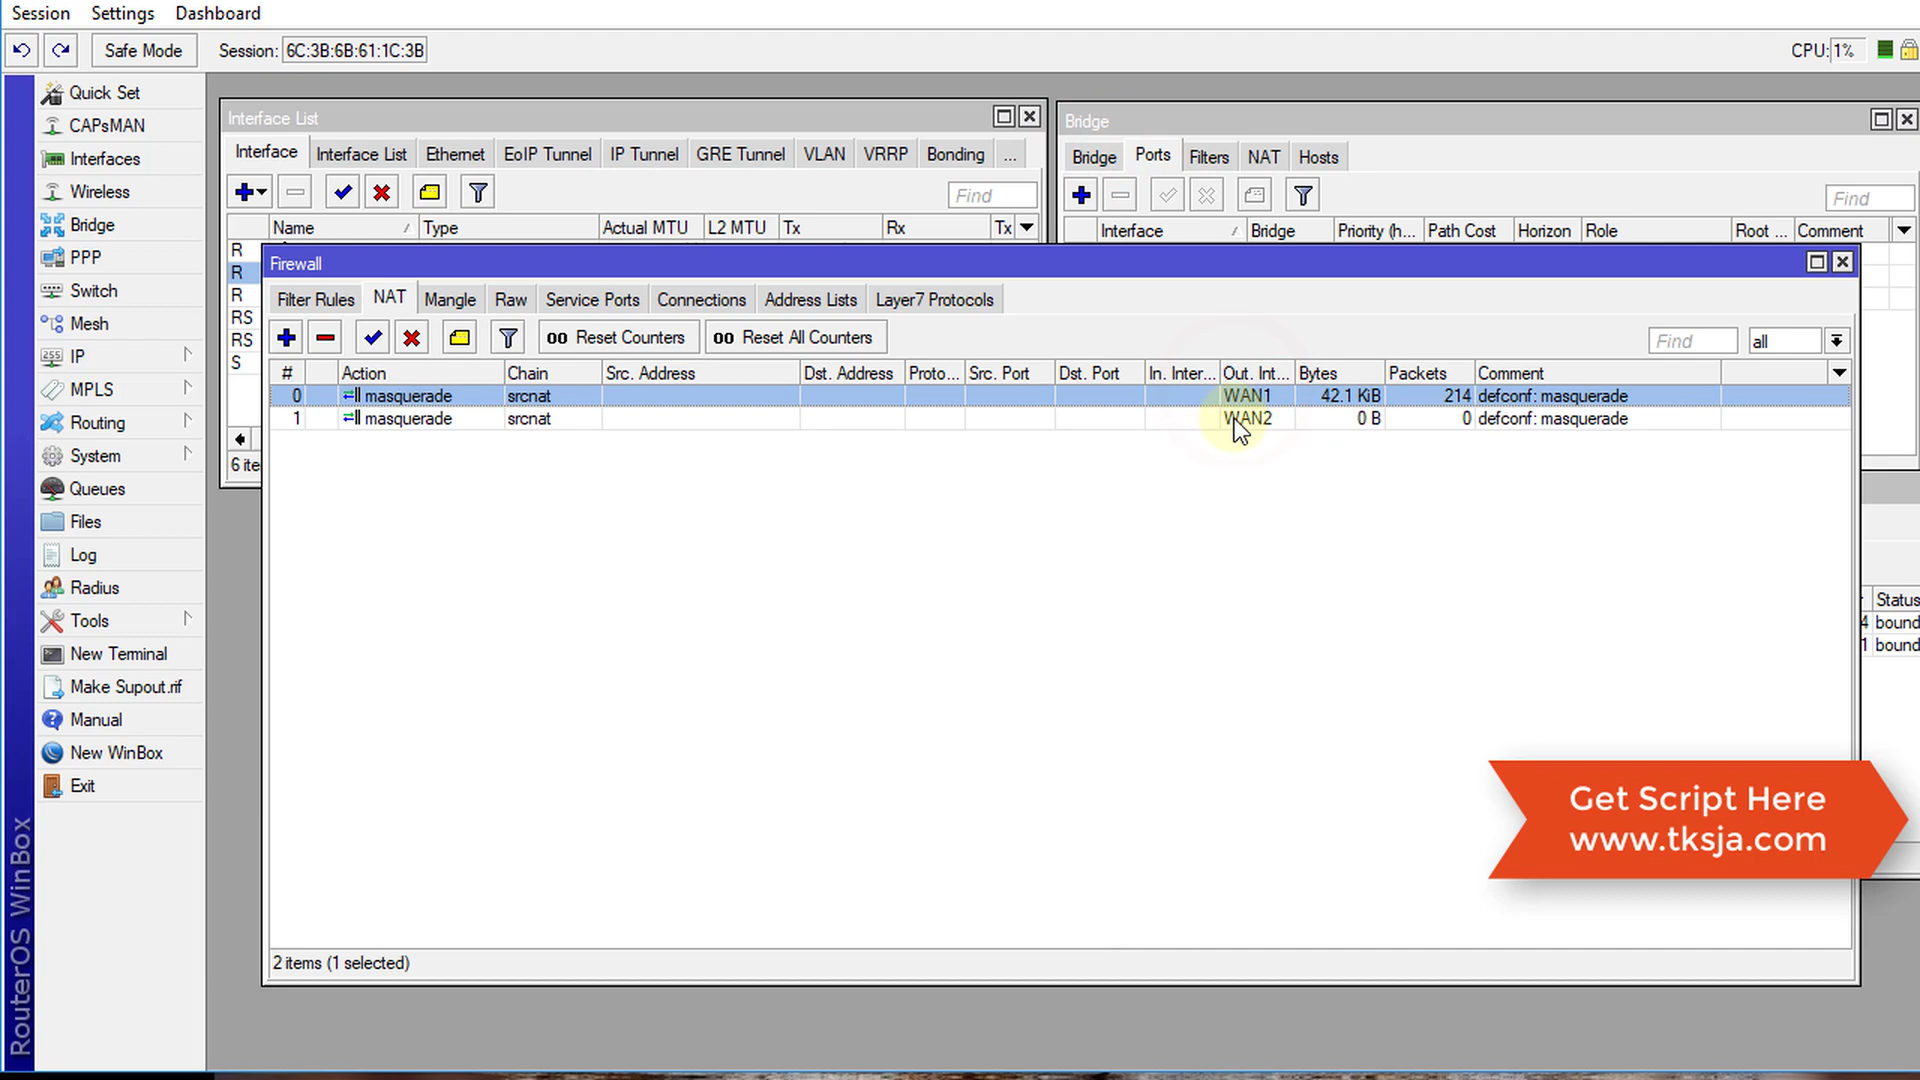 Session Settings Dashboard
Safe Mode Session: 6C:3B:6B:61:1C:3B CPU: 1%
Quick Set
CAPsMAN
Interfaces
Wireless
Bridge
PPP
Switch
Mesh
IP
MPLS
Routing
System
Queues
Files
Log
Radius
Tools
New Terminal
Make Supout.rif
Manual
New WinBox
Exit
RouterOS WinBox
Interface List
Interface Interface List Ethernet EoIP Tunnel IP Tunnel GRE Tunnel VLAN VRRP Bonding ...
Find
Name Type Actual MTU L2 MTU Tx Rx Tx
R
R
R
RS
RS
S
6 ite
Bridge
Bridge Ports Filters NAT Hosts
Find
Interface Bridge Priority (h... Path Cost Horizon Role Root ... Comment
Firewall
Filter Rules NAT Mangle Raw Service Ports Connections Address Lists Layer7 Protocols
00 Reset Counters 00 Reset All Counters Find all
# Action Chain Src. Address Dst. Address Proto... Src. Port Dst. Port In. Inter... Out. Int... Bytes Packets Comment
0 masquerade srcnat WAN1 42.1 KiB 214 defconf: masquerade
1 masquerade srcnat WAN2 0 B 0 defconf: masquerade
2 items (1 selected)
Status
4 bound
1 bound
Get Script Here
www.tksja.com